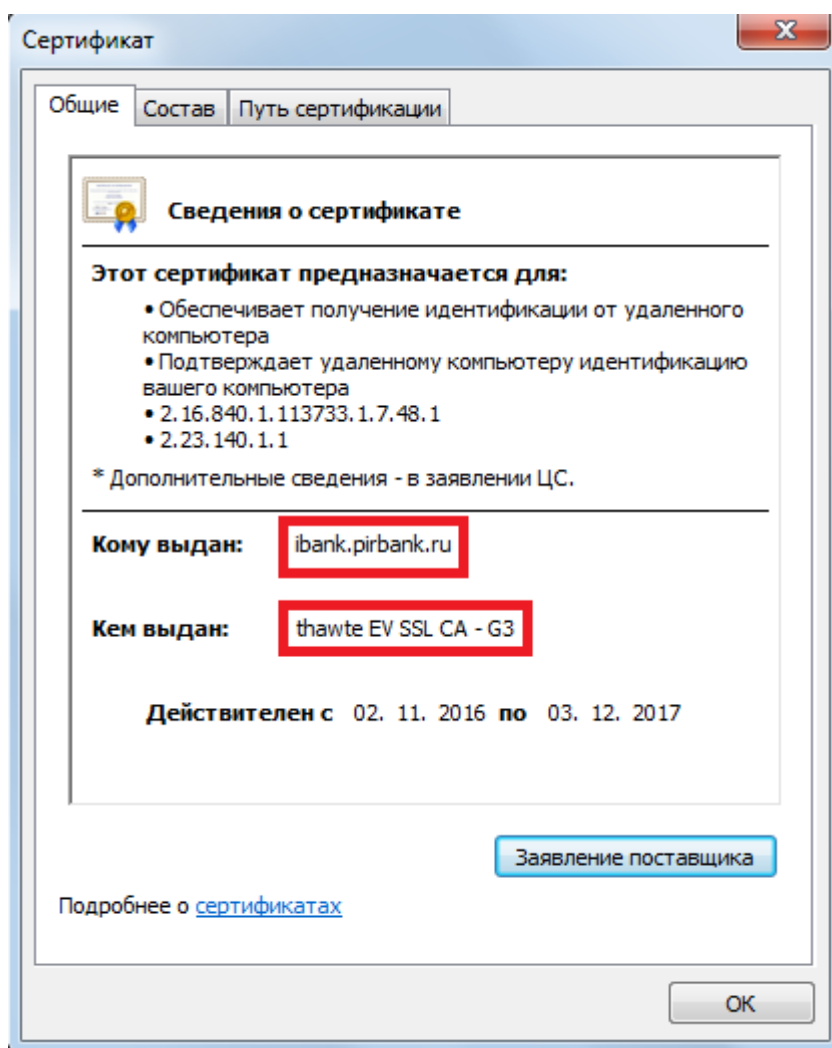 Сертификат
Общие Состав Путь сертификации
Сведения о сертификате
Этот сертификат предназначается для:
• Обеспечивает получение идентификации от удаленного
компьютера
• Подтверждает удаленному компьютеру идентификацию
вашего компьютера
• 2.16.840.1.113733.1.7.48.1
• 2.23.140.1.1
* Дополнительные сведения - в заявлении ЦС.
Кому выдан: ibank.pirbank.ru
Кем выдан: thawte EV SSL CA - G3
Действителен с 02. 11. 2016 по 03. 12. 2017
Заявление поставщика
Подробнее о сертификатах
ОК